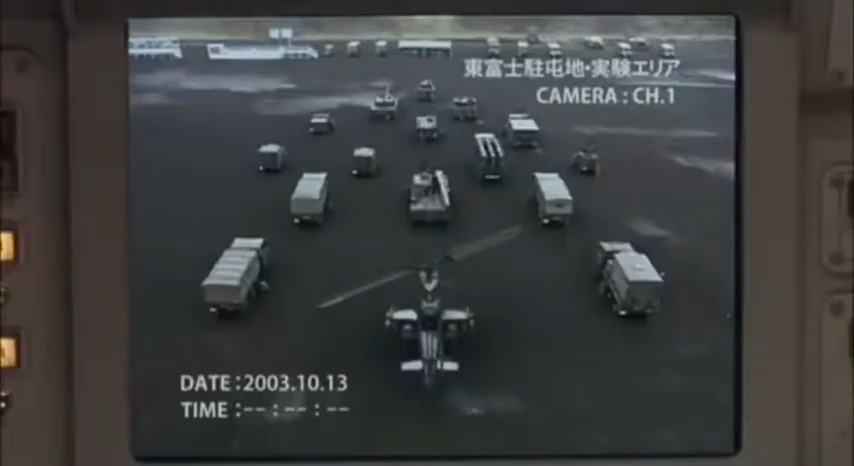 東富士駐屯地・実験エリア
CAMERA : CH.1
DATE : 2003.10.13
TIME : -- : -- : --